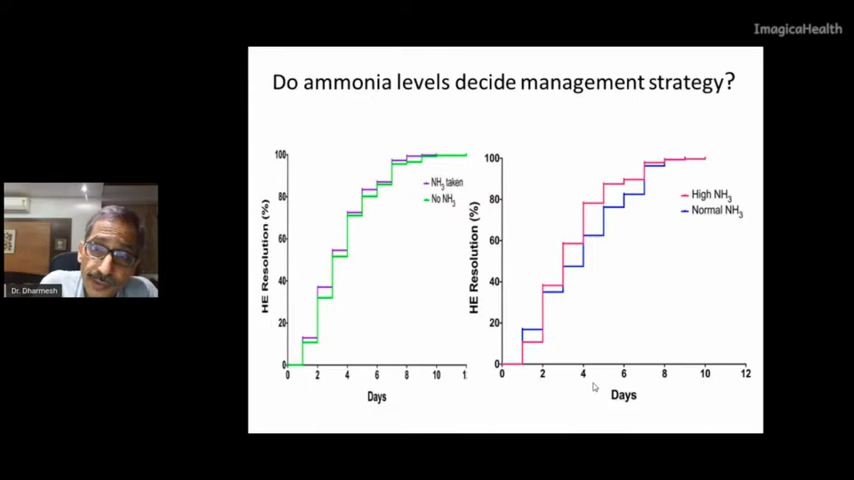 ImagicaHealth
Do ammonia levels decide management strategy?
HE Resolution (%)
100
80
60
40
20
0
NH3 taken
No NH3
0 2 4 6 8 10 1
Days
HE Resolution (%)
100
80
60
40
20
0
High NH3
Normal NH3
0 2 4 6 8 10 12
Days
Dr. Dharmesh